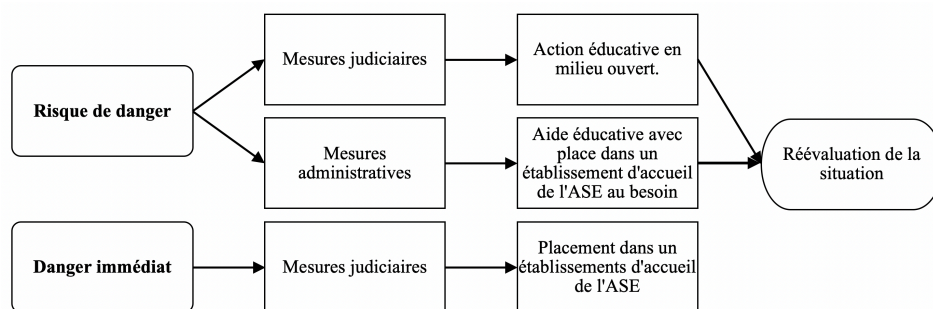 Risque de danger
Mesures judiciaires
Action éducative en
milieu ouvert.
Mesures
administratives
Aide éducative avec
place dans un
établissement d'accueil
de l'ASE au besoin
Réévaluation de la
situation
Danger immédiat
Mesures judiciaires
Placement dans un
établissements d'accueil
de l'ASE